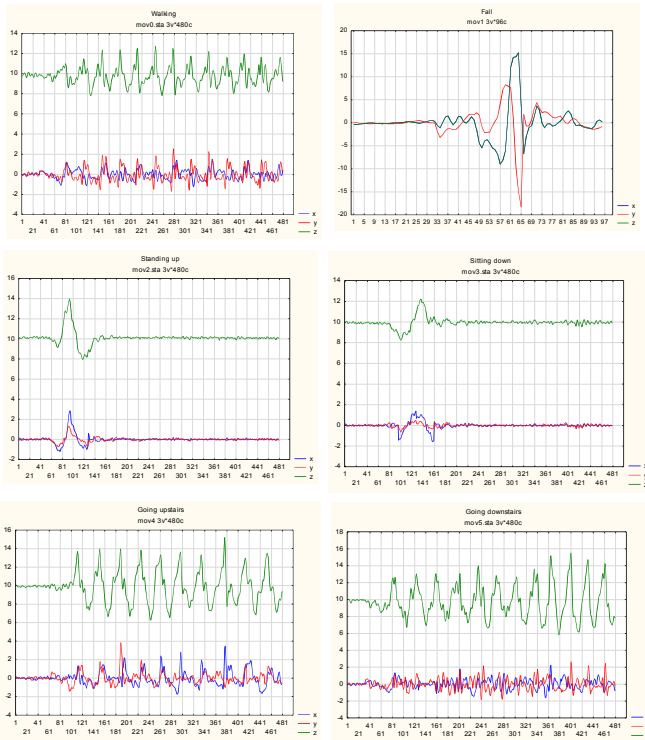 Walking
mov0.sta 3v*480c
14
12
10
8
6
4
2
0
-2
-4
1 41 81 121 161 201 241 281 321 361 401 441 481
21 61 101 141 181 221 261 301 341 381 421 461
x
y
z
Fall
mov1 3v*96c
20
15
10
5
0
-5
-10
-15
-20
1 5 9 13 17 21 25 29 33 37 41 45 49 53 57 61 65 69 73 77 81 85 89 93 97
x
y
z
Standing up
mov2.sta 3v*480c
16
14
12
10
8
6
4
2
0
-2
1 41 81 121 161 201 241 281 321 361 401 441 481
21 61 101 141 181 221 261 301 341 381 421 461
x
y
z
Sitting down
mov3.sta 3v*480c
14
12
10
8
6
4
2
0
-2
-4
1 41 81 121 161 201 241 281 321 361 401 441 481
21 61 101 141 181 221 261 301 341 381 421 461
x
y
z
Going upstairs
mov4 3v*480c
16
14
12
10
8
6
4
2
0
-2
-4
1 41 81 121 161 201 241 281 321 361 401 441 481
21 61 101 141 181 221 261 301 341 381 421 461
x
y
z
Going downstairs
mov5.sta 3v*480c
18
16
14
12
10
8
6
4
2
0
-2
-4
1 41 81 121 161 201 241 281 321 361 401 441 481
21 61 101 141 181 221 261 301 341 381 421 461